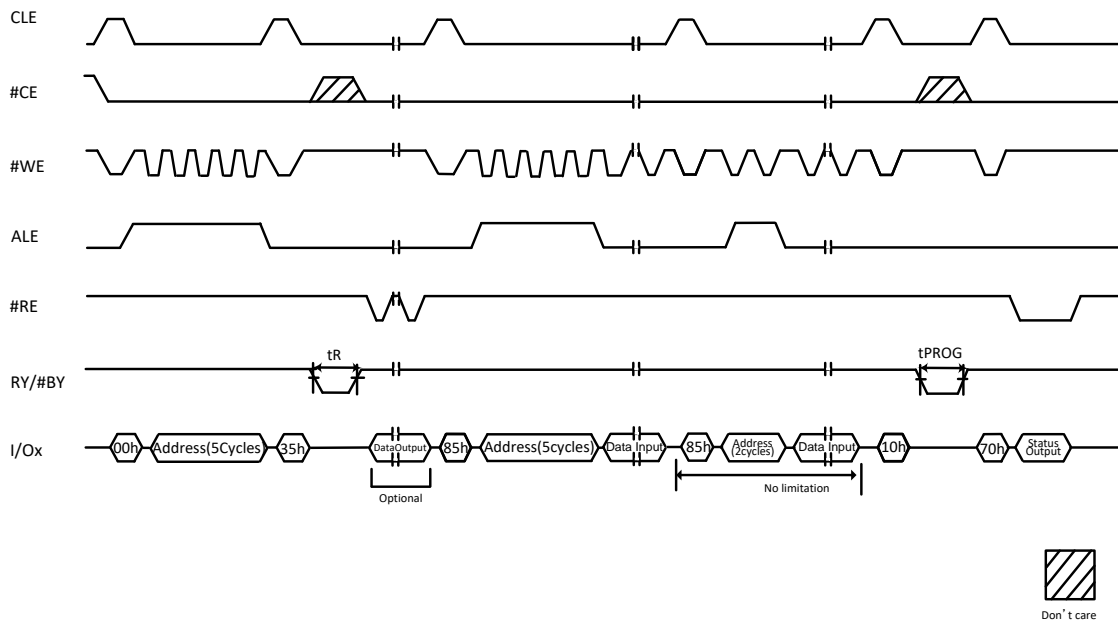 CLE
#CE
#WE
ALE
#RE
RY/#BY
tR
tPROG
I/Ox
00h
Address(5Cycles)
35h
DataOutput
85h
Address(5cycles)
Data Input
85h
Address
(2cycles)
Data Input
10h
70h
Status
Output
Optional
No limitation
Don't care